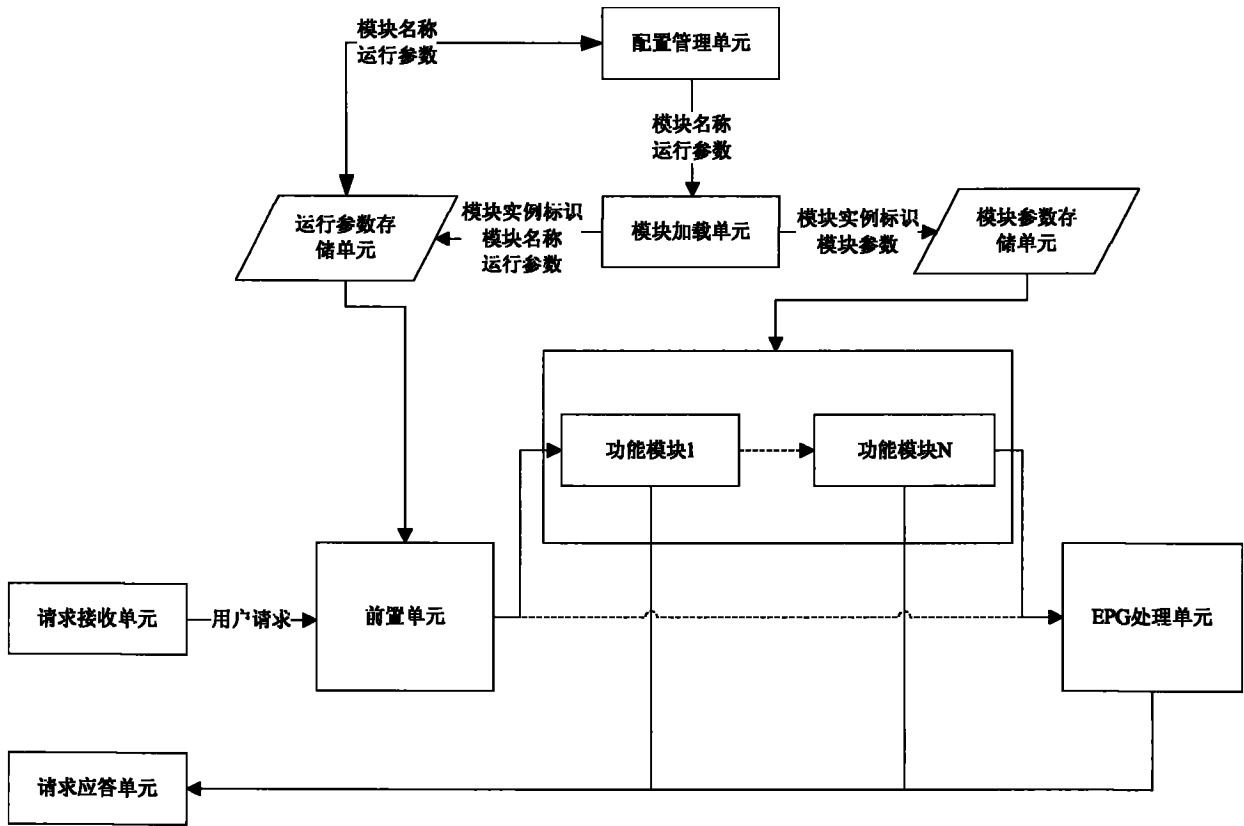 模块名称
运行参数
配置管理单元
模块名称
运行参数
运行参数存
储单元
模块实例标识
模块名称
运行参数
模块加载单元
模块实例标识
模块参数
模块参数存
储单元
功能模块1
功能模块N
请求接收单元
用户请求
前置单元
EPG处理单元
请求应答单元